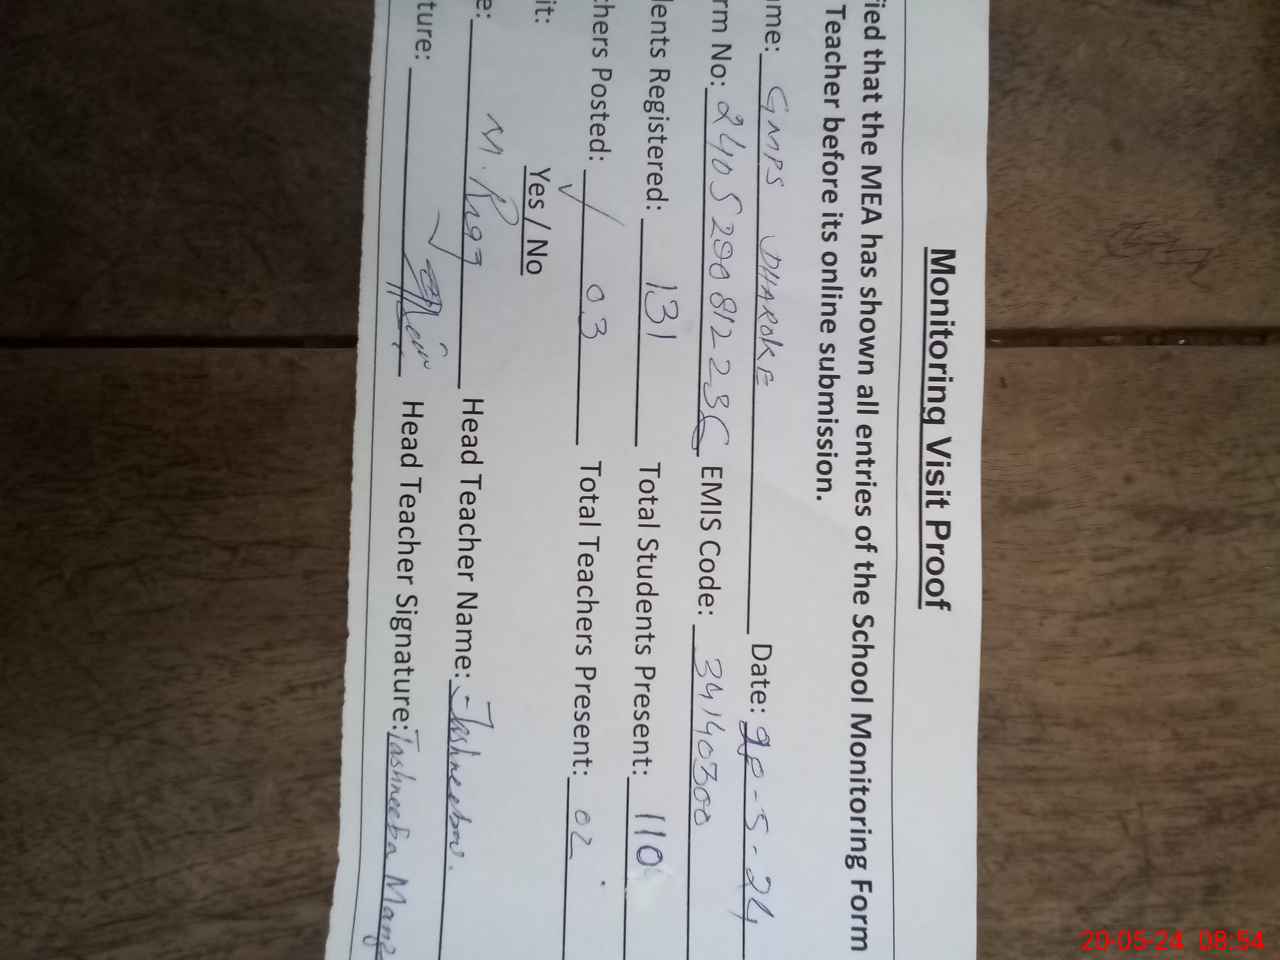 Monitoring Visit Proof
ied that the MEA has shown all entries of the School Monitoring Form
Teacher before its online submission.
me: GMPS DHAROKE Date: 20-5-24
rm No: EMIS Code: 34140300
dents Registered: 131 Total Students Present: 110
chers Posted: 03 Total Teachers Present: 02
it: Yes / No
e: M. Head Teacher Name:
ture: Head Teacher Signature:
20-05-24 08:54